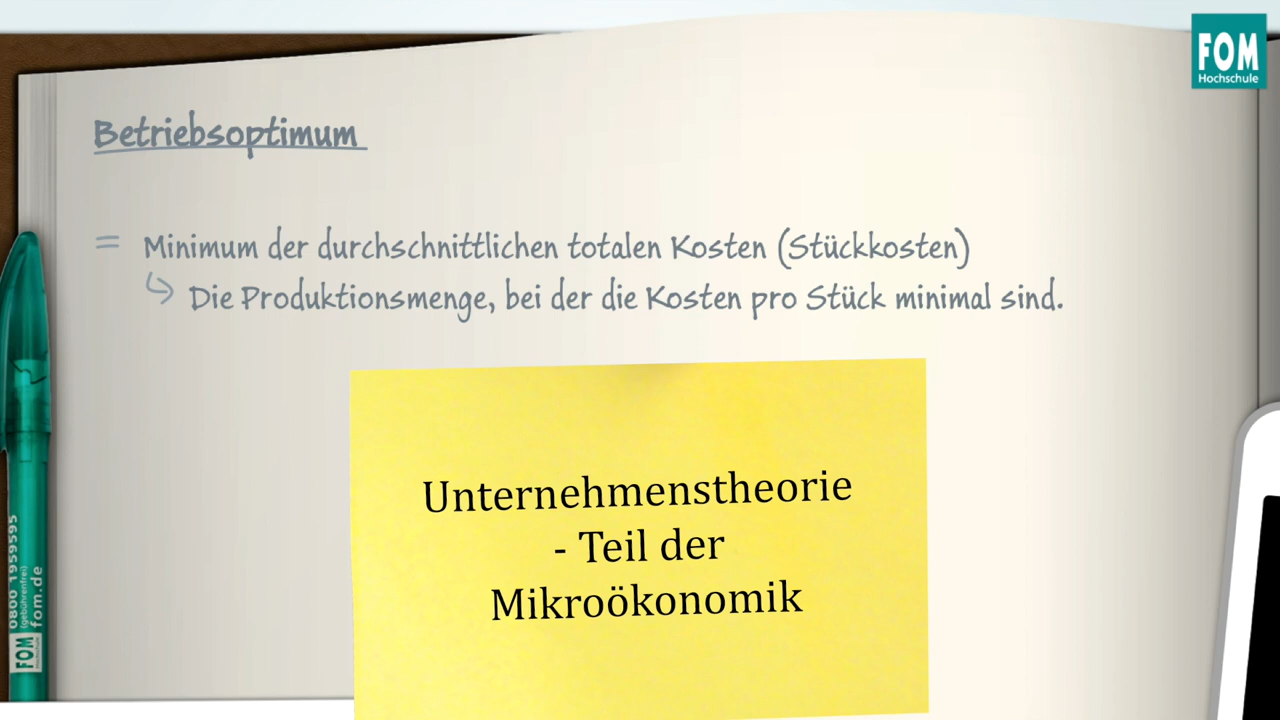 FOM
Hochschule
Betriebsoptimum
= Minimum der durchschnittlichen totalen Kosten (Stückkosten)
↳ Die Produktionsmenge, bei der die Kosten pro Stück minimal sind.
Unternehmenstheorie
- Teil der
Mikroökonomik
0800 1959595
(gebührenfrei)
fom.de
FOM
Hochschule